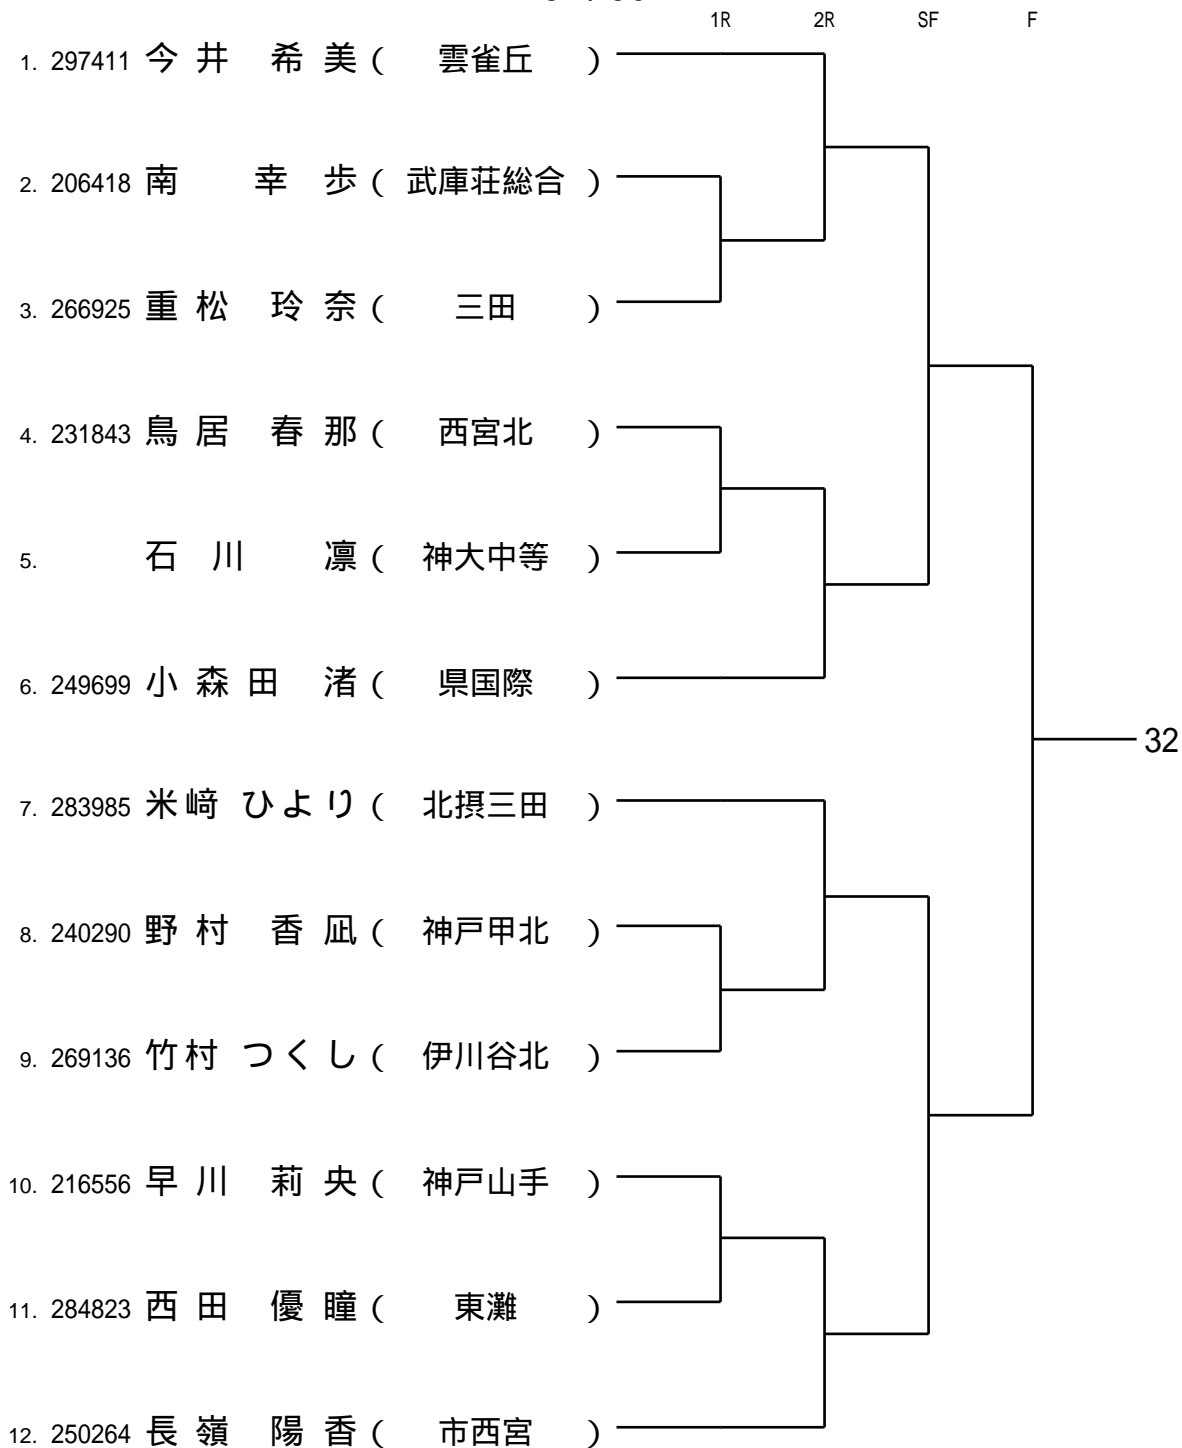 1R 2R SF F
1. 297411 今井 希美 ( 雲雀丘 )
2. 206418 南 幸歩 ( 武庫荘総合 )
3. 266925 重松 玲奈 ( 三田 )
4. 231843 鳥居 春那 ( 西宮北 )
5. 石川 凛 ( 神大中等 )
6. 249699 小森田 渚 ( 県国際 )
32
7. 283985 米﨑 ひより ( 北摂三田 )
8. 240290 野村 香凪 ( 神戸甲北 )
9. 269136 竹村 つくし ( 伊川谷北 )
10. 216556 早川 莉央 ( 神戸山手 )
11. 284823 西田 優瞳 ( 東灘 )
12. 250264 長嶺 陽香 ( 市西宮 )